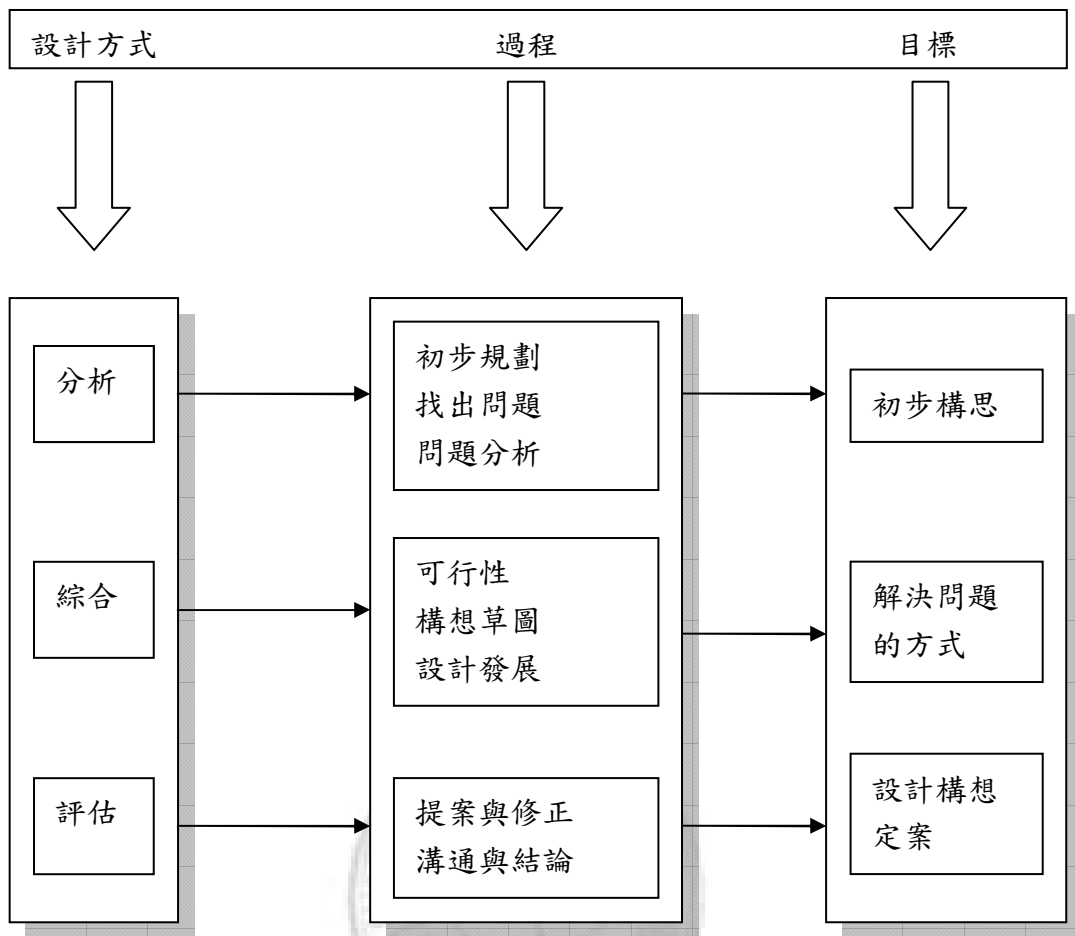 設計方式 過程 目標
分析
初步規劃
找出問題
問題分析
初步構思
綜合
可行性
構想草圖
設計發展
解決問題
的方式
評估
提案與修正
溝通與結論
設計構想
定案